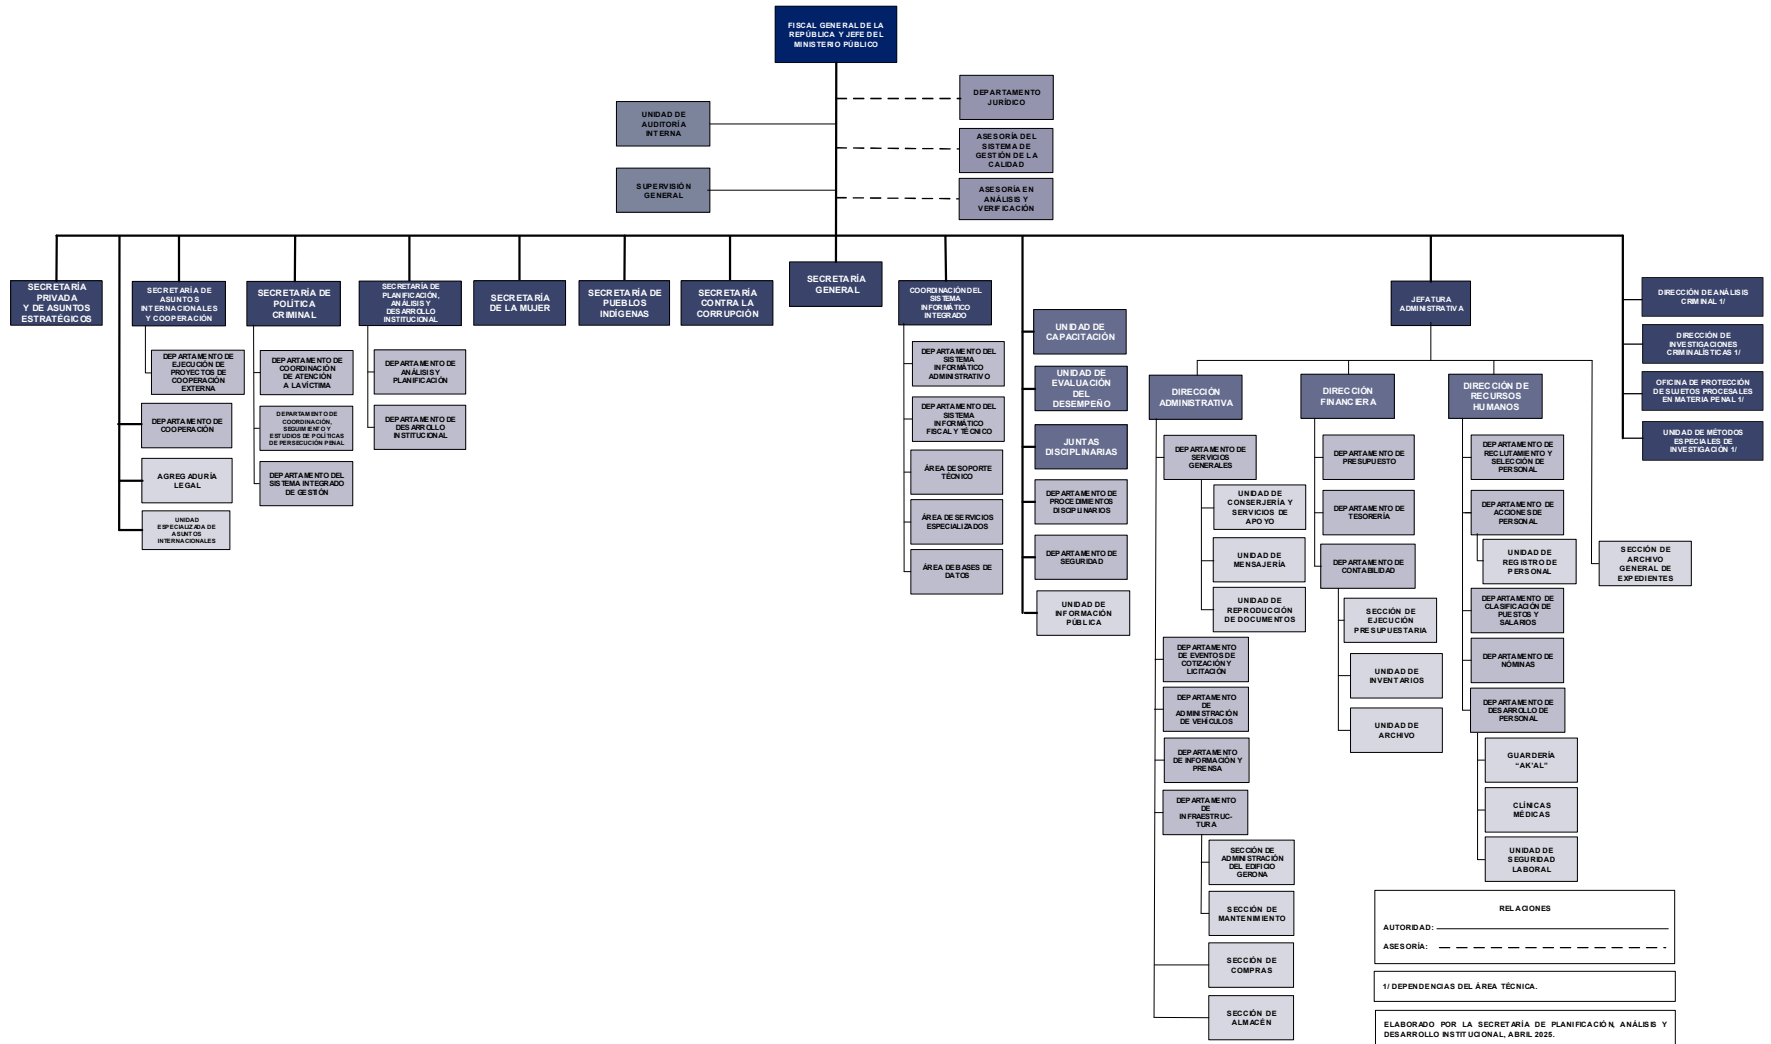 FISCAL GENERAL DE LA
REPÚBLICA Y JEFE DEL
MINISTERIO PÚBLICO
UNIDAD DE
AUDITORÍA
INTERNA
SUPERVISIÓN
GENERAL
DEPARTAMENTO
JURÍDICO
ASESORÍA DEL
SISTEMA DE
GESTIÓN DE LA
CALIDAD
ASESORÍA EN
ANÁLISIS Y
VERIFICACIÓN
SECRETARÍA
PRIVADA
Y DE ASUNTOS
ESTRATÉGICOS
SECRETARÍA DE
ASUNTOS
INTERNACIONALES
Y COOPERACIÓN
DEPARTAMENTO DE
EJECUCIÓN DE
PROYECTOS DE
COOPERACIÓN
EXTERNA
DEPARTAMENTO DE
COOPERACIÓN
AGREGADURÍA
LEGAL
UNIDAD
ESPECIALIZADA DE
ASUNTOS
INTERNACIONALES
SECRETARÍA DE
POLÍTICA
CRIMINAL
DEPARTAMENTO DE
COORDINACIÓN
DE ATENCIÓN
A LA VÍCTIMA
DEPARTAMENTO DE
COORDINACIÓN,
SEGUIMIENTO Y
ESTUDIOS DE POLÍTICAS
DE PERSECUCIÓN PENAL
DEPARTAMENTO DEL
SISTEMA INTEGRADO
DE GESTIÓN
SECRETARÍA DE
PLANIFICACIÓN,
ANÁLISIS Y
DESARROLLO
INSTITUCIONAL
DEPARTAMENTO DE
ANÁLISIS Y
PLANIFICACIÓN
DEPARTAMENTO DE
DESARROLLO
INSTITUCIONAL
SECRETARÍA
DE LA MUJER
SECRETARÍA DE
PUEBLOS
INDÍGENAS
SECRETARÍA
CONTRA LA
CORRUPCIÓN
SECRETARÍA
GENERAL
COORDINACIÓN DEL
SISTEMA
INFORMÁTICO
INTEGRADO
DEPARTAMENTO DEL
SISTEMA
INFORMÁTICO
ADMINISTRATIVO
DEPARTAMENTO DEL
SISTEMA
INFORMÁTICO
FISCAL Y TÉCNICO
ÁREA DE SOPORTE
TÉCNICO
ÁREA DE SERVICIOS
ESPECIALIZADOS
ÁREA DE BASES DE
DATOS
UNIDAD DE
CAPACITACIÓN
UNIDAD DE
EVALUACIÓN
DEL
DESEMPEÑO
JUNTAS
DISCIPLINARIAS
DEPARTAMENTO DE
PROCEDIMIENTOS
DISCIPLINARIOS
DEPARTAMENTO DE
SEGURIDAD
UNIDAD DE
INFORMACIÓN
PÚBLICA
JEFATURA
ADMINISTRATIVA
DIRECCIÓN
ADMINISTRATIVA
DEPARTAMENTO DE
SERVICIOS
GENERALES
UNIDAD DE
CONSERJERÍA Y
SERVICIOS DE
APOYO
UNIDAD DE
MENSAJERÍA
UNIDAD DE
REPRODUCCIÓN
DE DOCUMENTOS
DEPARTAMENTO
DE EVENTOS DE
COTIZACIÓN Y
LICITACIÓN
DEPARTAMENTO
DE
ADMINISTRACIÓN
DE VEHÍCULOS
DEPARTAMENTO
DE INFORMACIÓN Y
PRENSA
DEPARTAMENTO
DE
INFRAESTRUC-
TURA
SECCIÓN DE
ADMINISTRACIÓN
DEL EDIFICIO
GERONA
SECCIÓN DE
MANTENIMIENTO
SECCIÓN DE
COMPRAS
SECCIÓN DE
ALMACÉN
DIRECCIÓN
FINANCIERA
DEPARTAMENTO DE
PRESUPUESTO
DEPARTAMENTO DE
TESORERÍA
DEPARTAMENTO DE
CONTABILIDAD
SECCIÓN DE
EJECUCIÓN
PRESUPUESTARIA
UNIDAD DE
INVENTARIOS
UNIDAD DE
ARCHIVO
DIRECCIÓN DE
RECURSOS
HUMANOS
DEPARTAMENTO DE
RECLUTAMIENTO Y
SELECCIÓN DE
PERSONAL
DEPARTAMENTO DE
ACCIONES DE
PERSONAL
UNIDAD DE
REGISTRO DE
PERSONAL
DEPARTAMENTO DE
CLASIFICACIÓN DE
PUESTOS Y
SALARIOS
DEPARTAMENTO DE
NÓMINAS
DEPARTAMENTO DE
DESARROLLO DE
PERSONAL
GUARDERÍA
"AK'AL"
CLÍNICAS
MÉDICAS
UNIDAD DE
SEGURIDAD
LABORAL
SECCIÓN DE
ARCHIVO
GENERAL DE
EXPEDIENTES
DIRECCIÓN DE ANÁLISIS
CRIMINAL 1/
DIRECCIÓN DE
INVESTIGACIONES
CRIMINALÍSTICAS 1/
OFICINA DE PROTECCIÓN
DE SUJETOS PROCESALES
EN MATERIA PENAL 1/
UNIDAD DE MÉTODOS
ESPECIALES DE
INVESTIGACIÓN 1/
RELACIONES
AUTORIDAD:
ASESORÍA:
1/ DEPENDENCIAS DEL ÁREA TÉCNICA.
ELABORADO POR LA SECRETARÍA DE PLANIFICACIÓN, ANÁLISIS Y
DESARROLLO INSTITUCIONAL, ABRIL 2025.